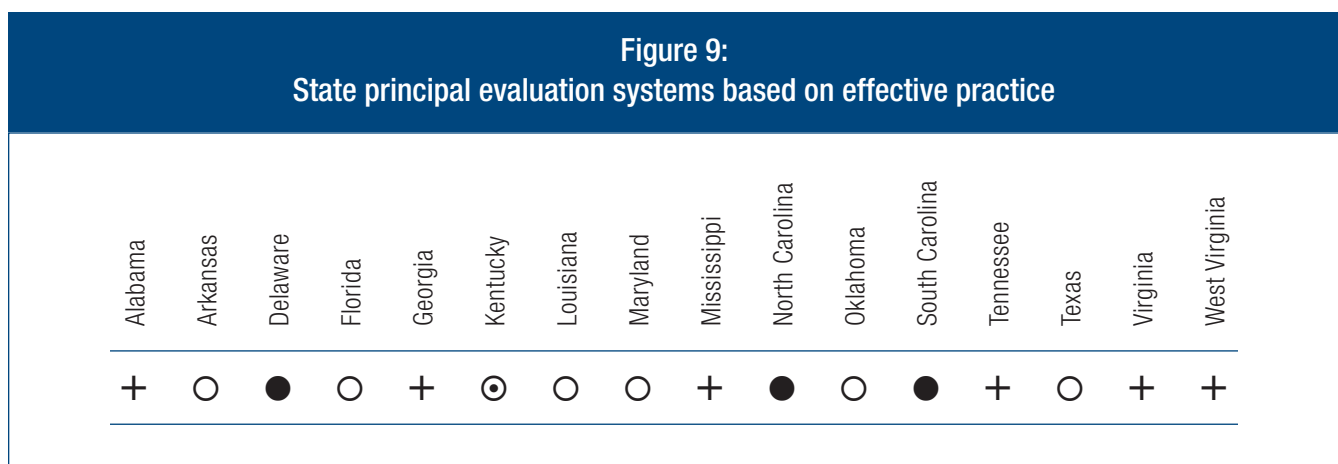 Figure 9:
State principal evaluation systems based on effective practice
Alabama
Arkansas
Delaware
Florida
Georgia
Kentucky
Louisiana
Maryland
Mississippi
North Carolina
Oklahoma
South Carolina
Tennessee
Texas
Virginia
West Virginia
+ ○ ● ○ + ⊙ ○ ○ + ● ○ ● + ○ + +